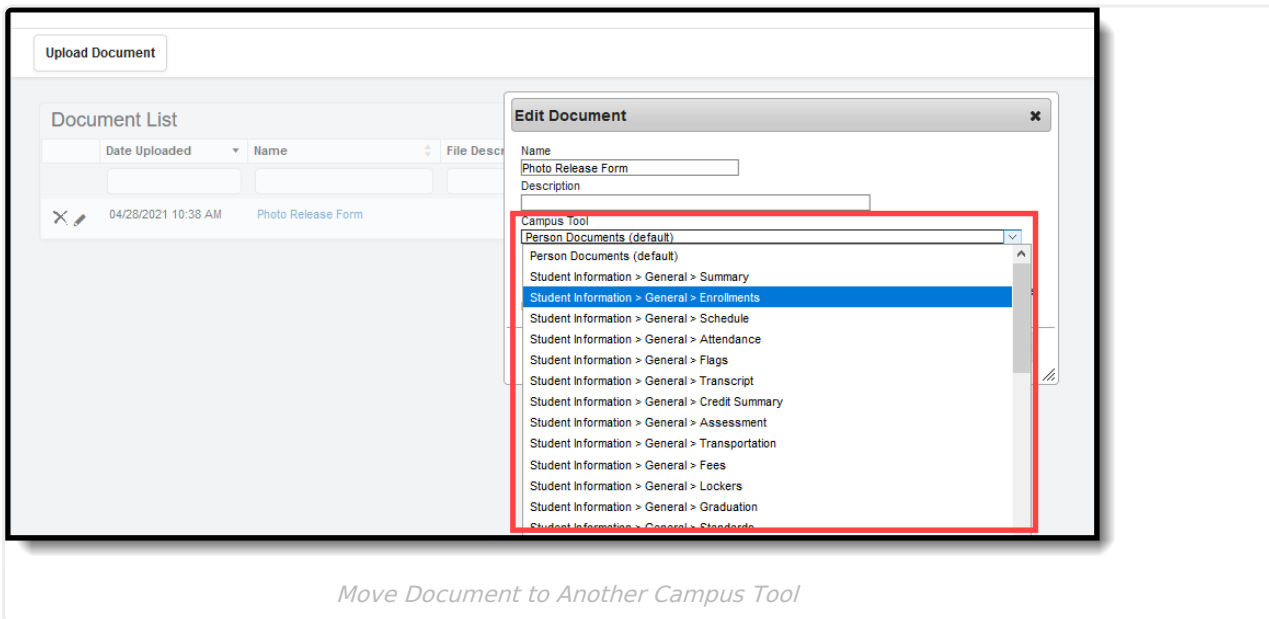 Upload Document
Document List
Date Uploaded Name File Descr
04/28/2021 10:38 AM Photo Release Form
Edit Document
Name
Photo Release Form
Description
Campus Tool
Person Documents (default)
Person Documents (default)
Student Information > General > Summary
Student Information > General > Enrollments
Student Information > General > Schedule
Student Information > General > Attendance
Student Information > General > Flags
Student Information > General > Transcript
Student Information > General > Credit Summary
Student Information > General > Assessment
Student Information > General > Transportation
Student Information > General > Fees
Student Information > General > Lockers
Student Information > General > Graduation
Student Information > General > Standards
Move Document to Another Campus Tool